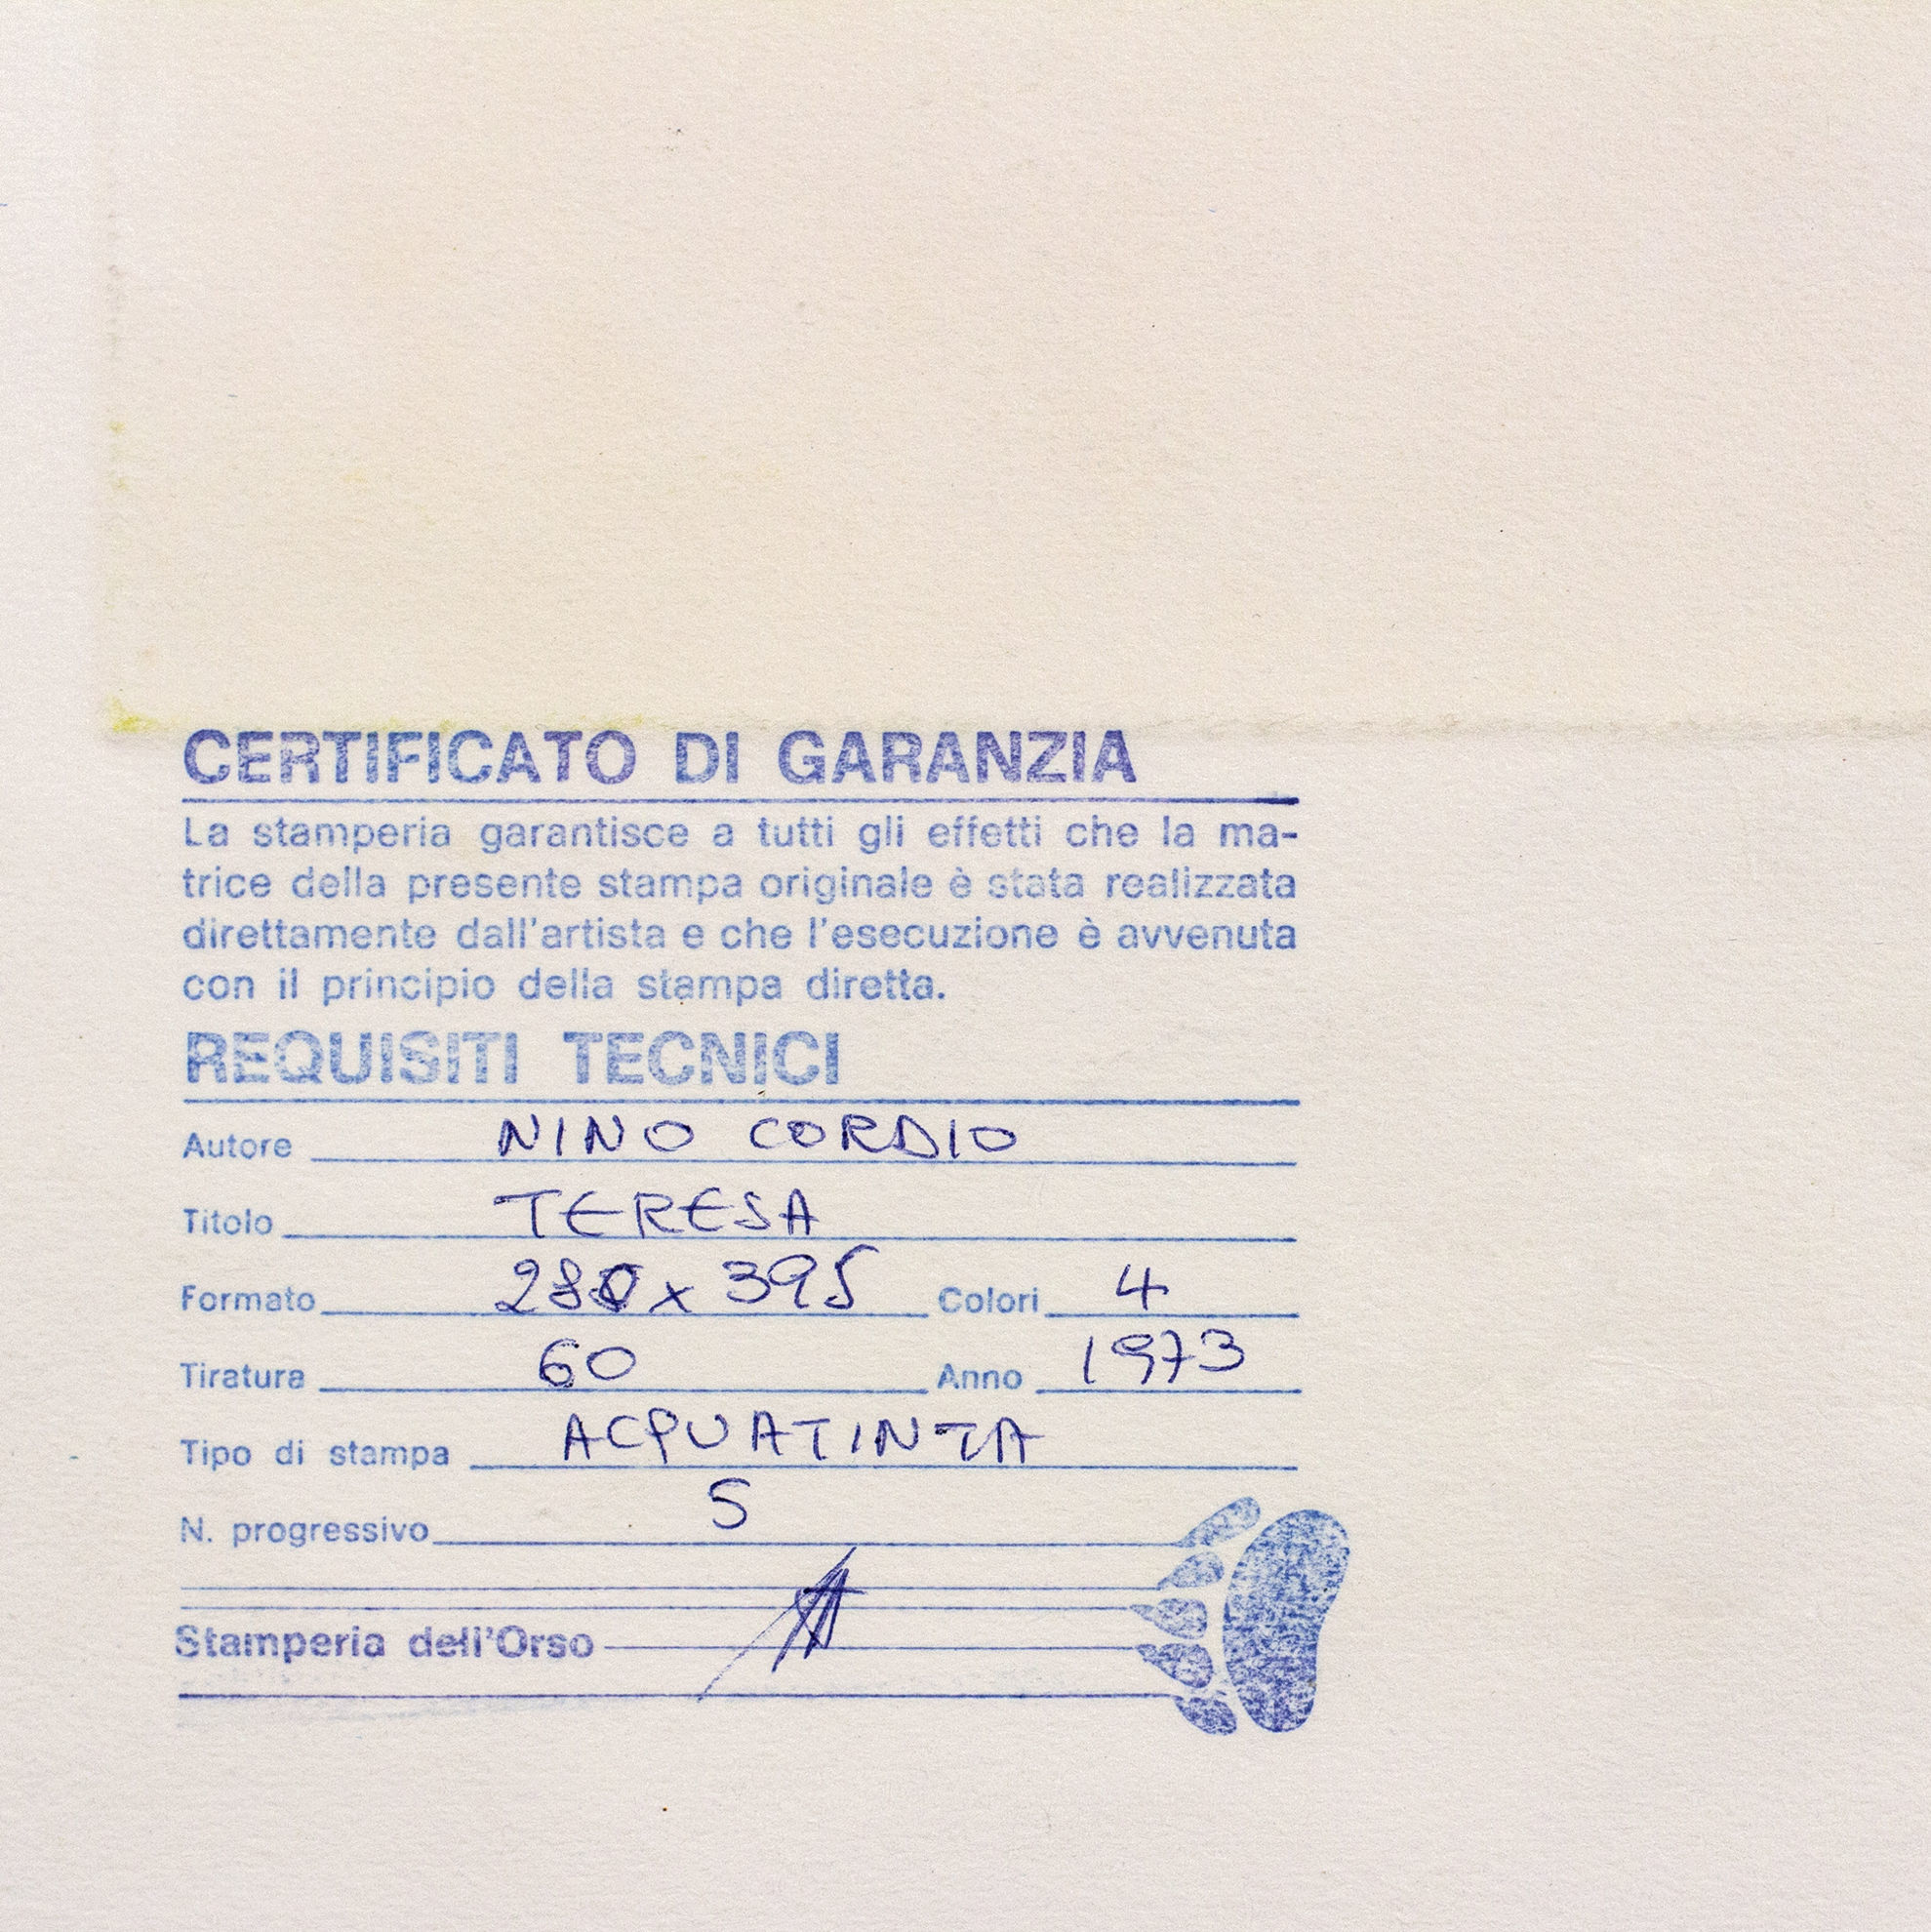 CERTIFICATO DI GARANZIA
La stamperia garantisce a tutti gli effetti che la ma-
trice della presente stampa originale è stata realizzata
direttamente dall'artista e che l'esecuzione è avvenuta
con il principio della stampa diretta.
REQUISITI TECNICI
Autore NINO CORDIO
Titolo TERESA
Formato 280 x 395 Colori 4
Tiratura 60 Anno 1973
Tipo di stampa ACQUATINTA
N. progressivo 5
Stamperia dell'Orso